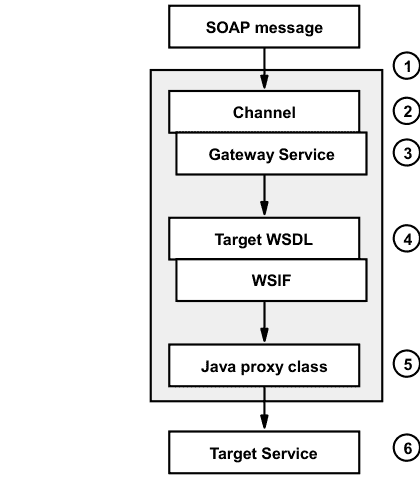 SOAP message
1
Channel
2
Gateway Service
3
Target WSDL
4
WSIF
Java proxy class
5
Target Service
6